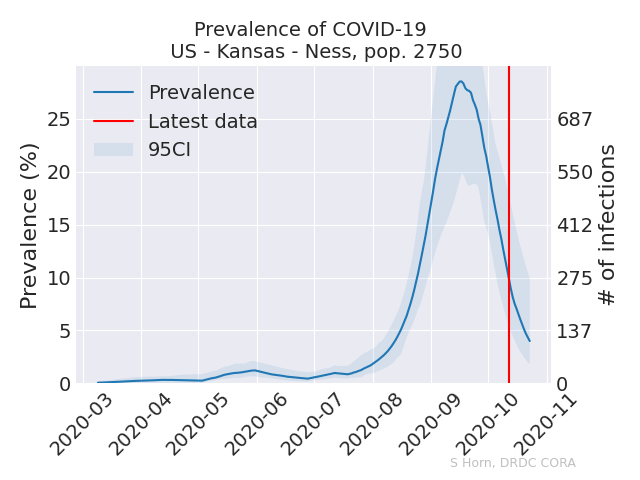 Prevalence of COVID-19
US - Kansas - Ness, pop. 2750
Prevalence
Latest data
95CI
Prevalence (%)
25
20
15
10
5
0
687
550
412
275
137
0
# of infections
2020-03
2020-04
2020-05
2020-06
2020-07
2020-08
2020-09
2020-10
2020-11
S Horn, DRDC CORA